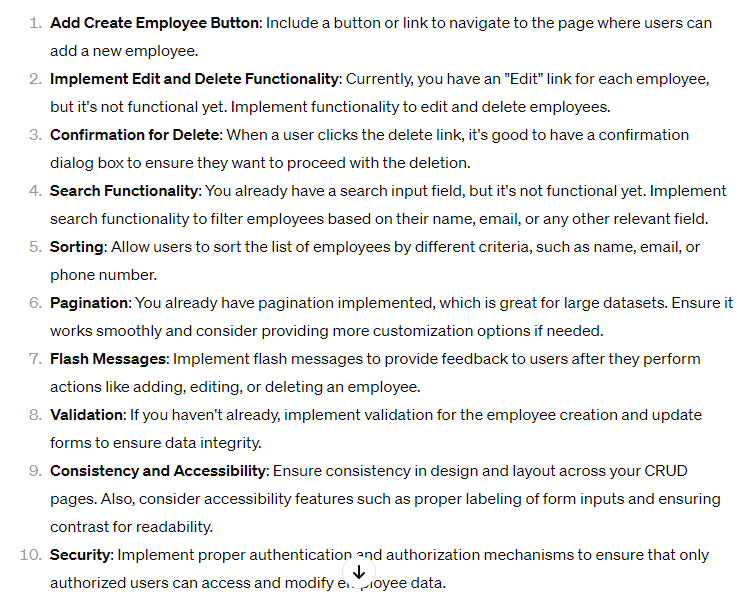 1. Add Create Employee Button: Include a button or link to navigate to the page where users can
add a new employee.
2. Implement Edit and Delete Functionality: Currently, you have an "Edit" link for each employee,
but it's not functional yet. Implement functionality to edit and delete employees.
3. Confirmation for Delete: When a user clicks the delete link, it's good to have a confirmation
dialog box to ensure they want to proceed with the deletion.
4. Search Functionality: You already have a search input field, but it's not functional yet. Implement
search functionality to filter employees based on their name, email, or any other relevant field.
5. Sorting: Allow users to sort the list of employees by different criteria, such as name, email, or
phone number.
6. Pagination: You already have pagination implemented, which is great for large datasets. Ensure it
works smoothly and consider providing more customization options if needed.
7. Flash Messages: Implement flash messages to provide feedback to users after they perform
actions like adding, editing, or deleting an employee.
8. Validation: If you haven't already, implement validation for the employee creation and update
forms to ensure data integrity.
9. Consistency and Accessibility: Ensure consistency in design and layout across your CRUD
pages. Also, consider accessibility features such as proper labeling of form inputs and ensuring
contrast for readability.
10. Security: Implement proper authentication and authorization mechanisms to ensure that only
authorized users can access and modify employee data.